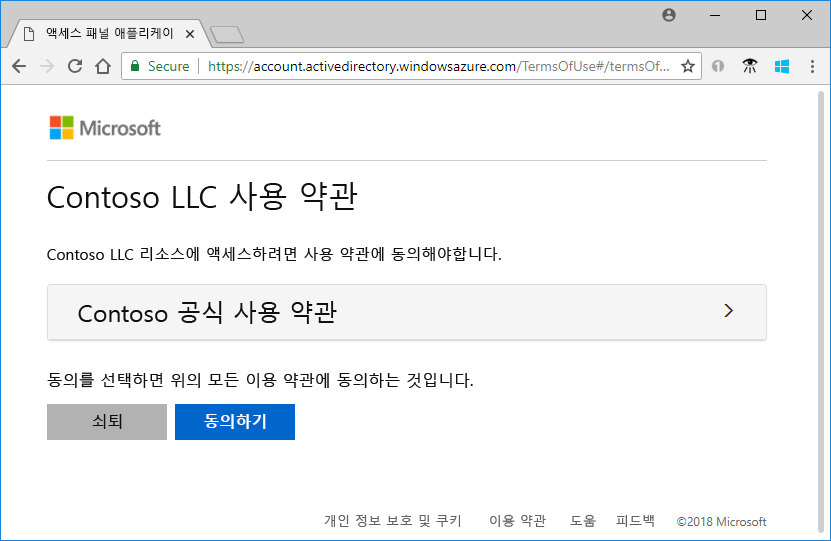 액세스 패널 애플리케이
Secure
https://account.activedirectory.windowsazure.com/TermsOfUse#/termsOf...
Microsoft
Contoso LLC 사용 약관
Contoso LLC 리소스에 액세스하려면 사용 약관에 동의해야합니다.
Contoso 공식 사용 약관
동의를 선택하면 위의 모든 이용 약관에 동의하는 것입니다.
쇠퇴
동의하기
개인 정보 보호 및 쿠키 이용 약관 도움 피드백 ©2018 Microsoft